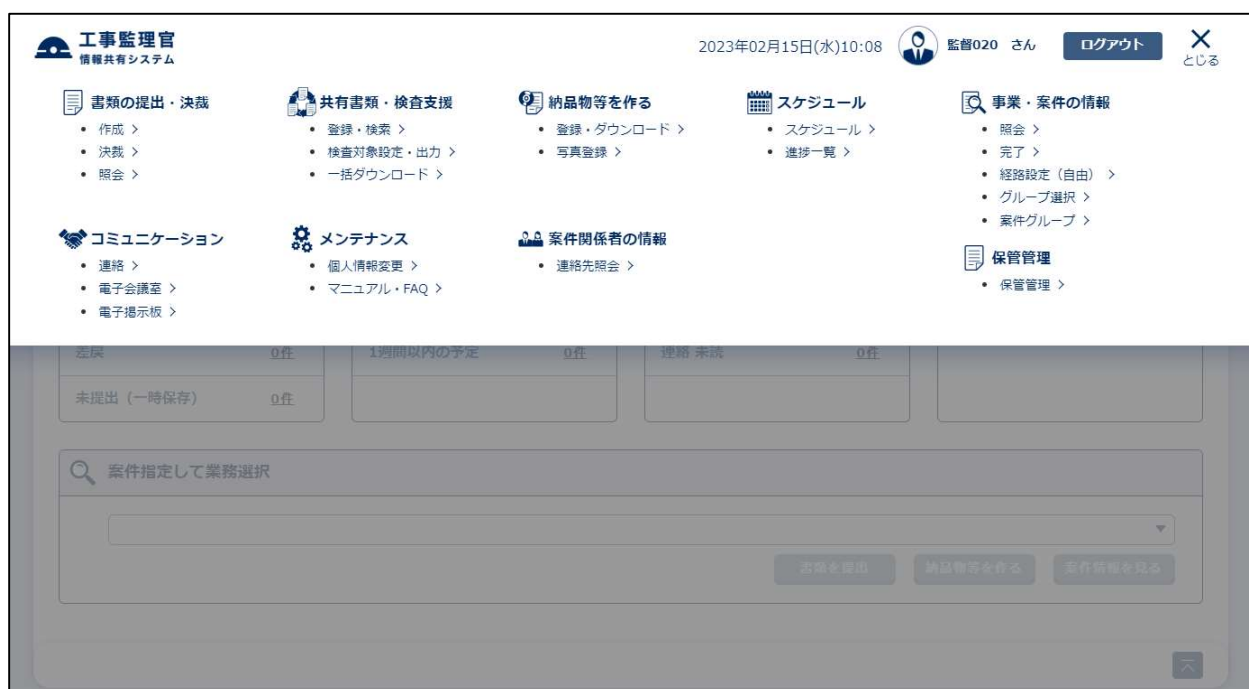 工事監理官
情報共有システム
2023年02月15日(水)10:08
監督020 さん
ログアウト
とじる
書類の提出・決裁
・ 作成 >
・ 決裁 >
・ 照会 >
共有書類・検査支援
・ 登録・検索 >
・ 検査対象設定・出力 >
・ 一括ダウンロード >
納品物等を作る
・ 登録・ダウンロード >
・ 写真登録 >
スケジュール
・ スケジュール >
・ 進捗一覧 >
事業・案件の情報
・ 照会 >
・ 完了 >
・ 経路設定（自由） >
・ グループ選択 >
・ 案件グループ >
コミュニケーション
・ 連絡 >
・ 電子会議室 >
・ 電子掲示板 >
メンテナンス
・ 個人情報変更 >
・ マニュアル・FAQ >
案件関係者の情報
・ 連絡先照会 >
保管管理
・ 保管管理 >
差戻 0件
1週間以内の予定 0件
連絡 未読 0件
未提出（一時保存） 0件
案件指定して業務選択
書類を提出
納品物等を作る
案件情報を見る